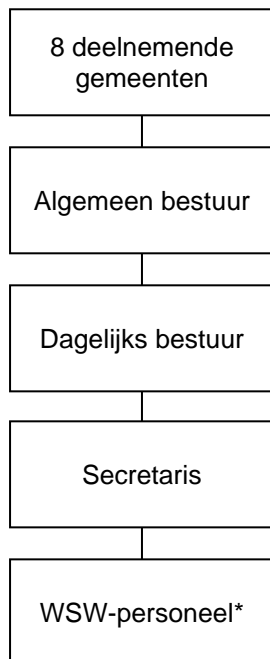 8 deelnemende
gemeenten
Algemeen bestuur
Dagelijks bestuur
Secretaris
WSW-personeel*